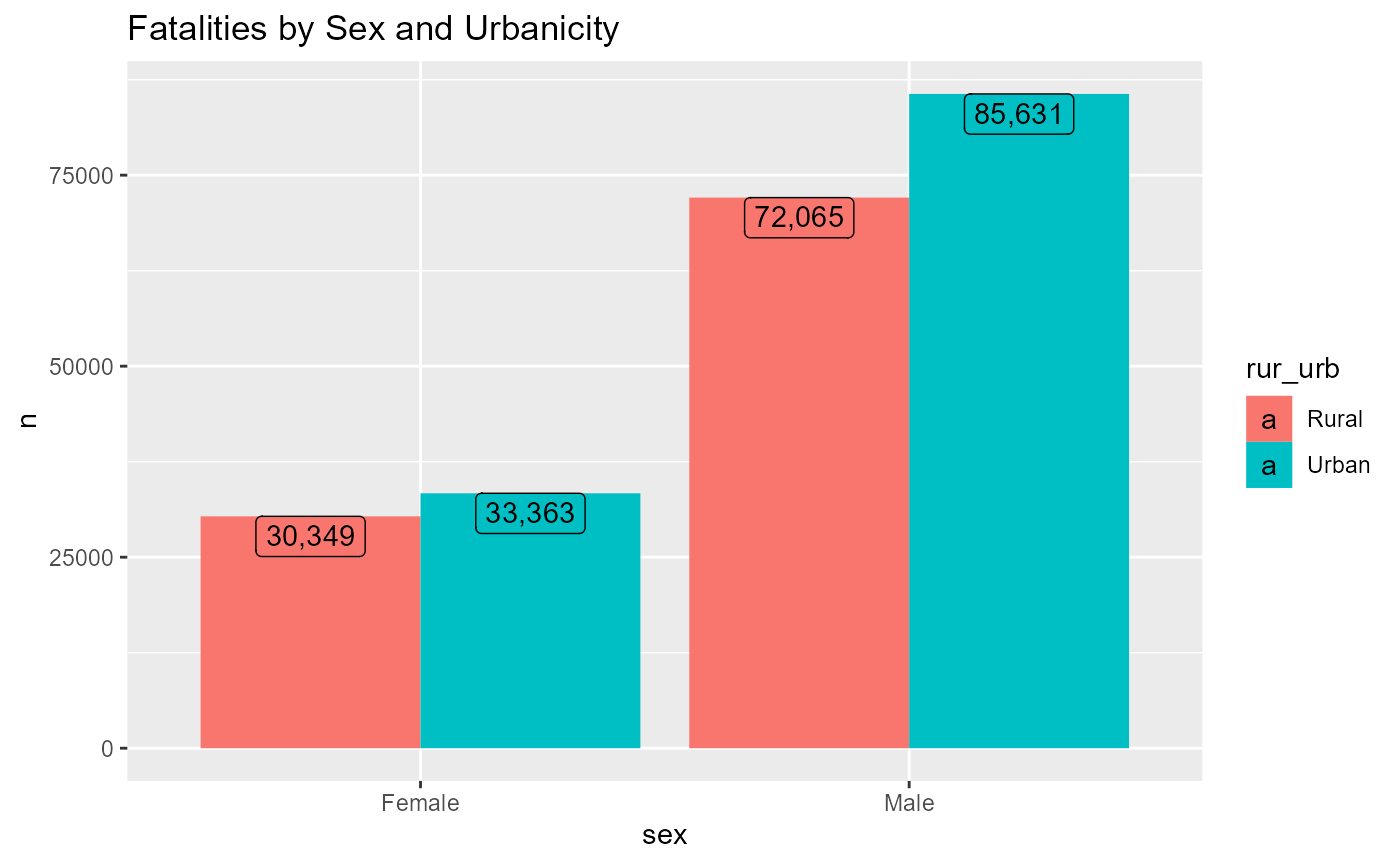 Fatalities by Sex and Urbanicity
85,631
75000
72,065
50000
rur_urb
n
a Rural
a Urban
33,363
30,349
25000
0
Female Male
sex